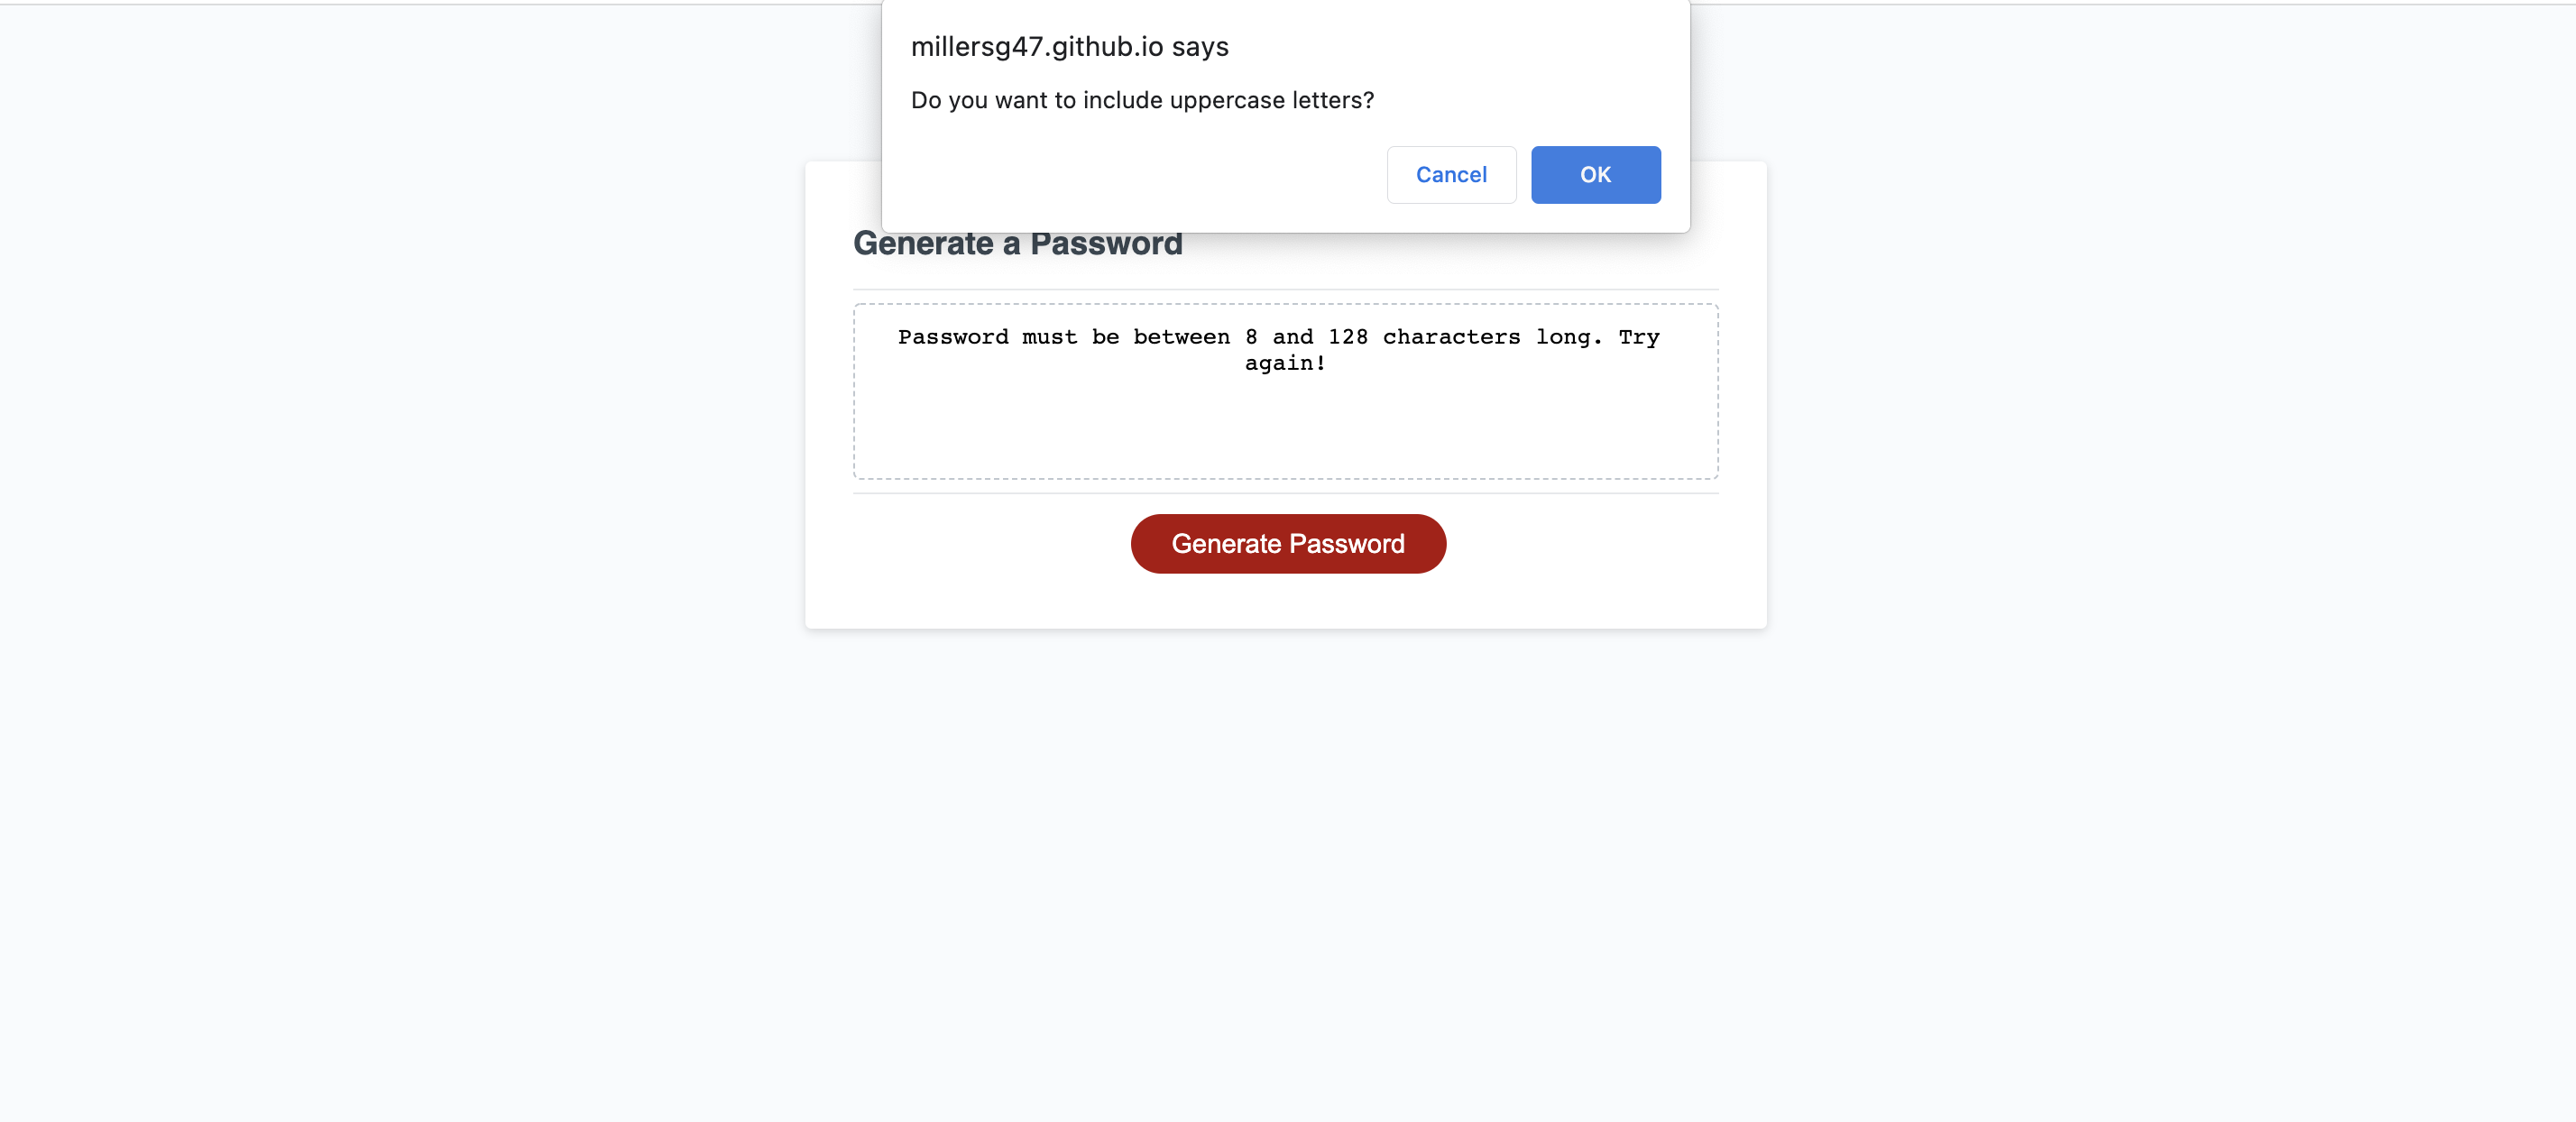 millersg47.github.io says
Do you want to include uppercase letters?
Cancel
OK
Generate a Password
Password must be between 8 and 128 characters long. Try
again!
Generate Password